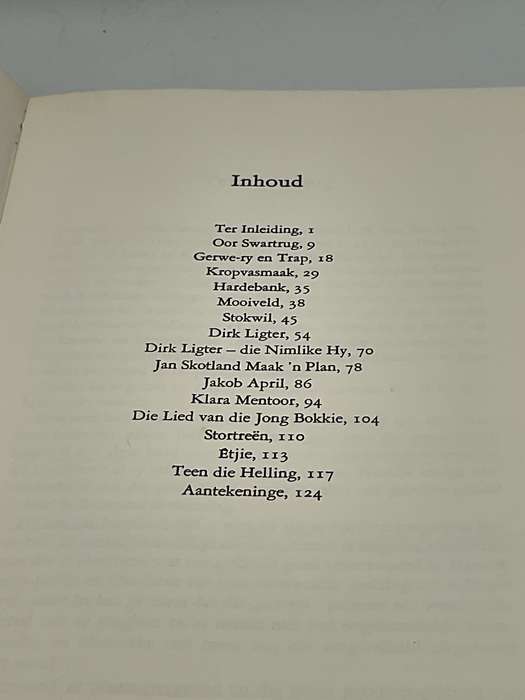 Inhoud
Ter Inleiding, 1
Oor Swartrug, 9
Gerwe-ry en Trap, 18
Kropvasmaak, 29
Hardebank, 35
Mooiveld, 38
Stokwil, 45
Dirk Ligter, 54
Dirk Ligter – die Nimlike Hy, 70
Jan Skotland Maak 'n Plan, 78
Jakob April, 86
Klara Mentoor, 94
Die Lied van die Jong Bokkie, 104
Stortreën, 110
Êtjie, 113
Teen die Helling, 117
Aantekeninge, 124